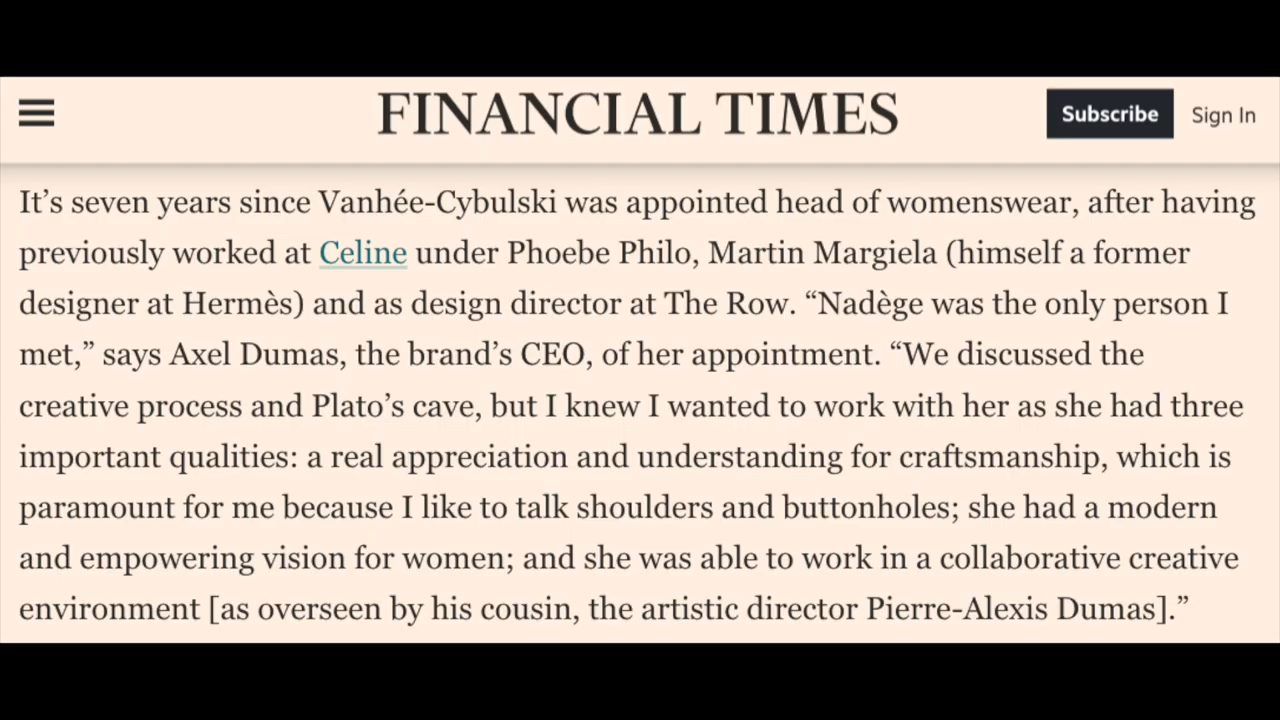 FINANCIAL TIMES
Subscribe
Sign In
It’s seven years since Vanhée-Cybulski was appointed head of womenswear, after having
previously worked at Celine under Phoebe Philo, Martin Margiela (himself a former
designer at Hermès) and as design director at The Row. “Nadège was the only person I
met,” says Axel Dumas, the brand’s CEO, of her appointment. “We discussed the
creative process and Plato’s cave, but I knew I wanted to work with her as she had three
important qualities: a real appreciation and understanding for craftsmanship, which is
paramount for me because I like to talk shoulders and buttonholes; she had a modern
and empowering vision for women; and she was able to work in a collaborative creative
environment [as overseen by his cousin, the artistic director Pierre-Alexis Dumas].”